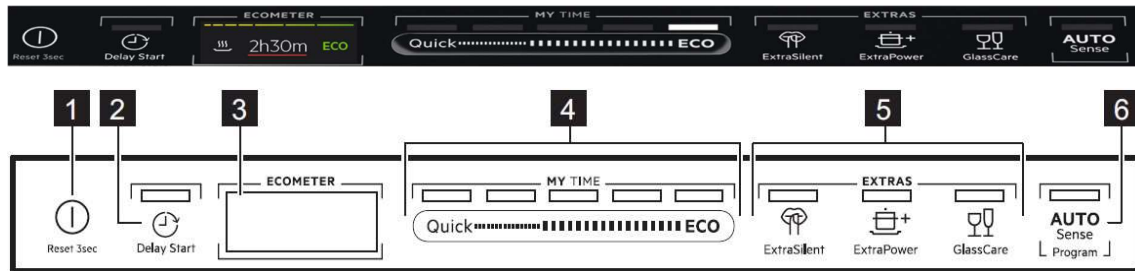 ECOMETER MY TIME EXTRAS
2h30m ECO Quick ECO AUTO
Reset 3sec Delay Start ExtraSilent ExtraPower GlassCare Sense
1 2 3 4 5 6
ECOMETER MY TIME EXTRAS
Quick ECO AUTO
Reset 3sec Delay Start ExtraSilent ExtraPower GlassCare Sense
Program